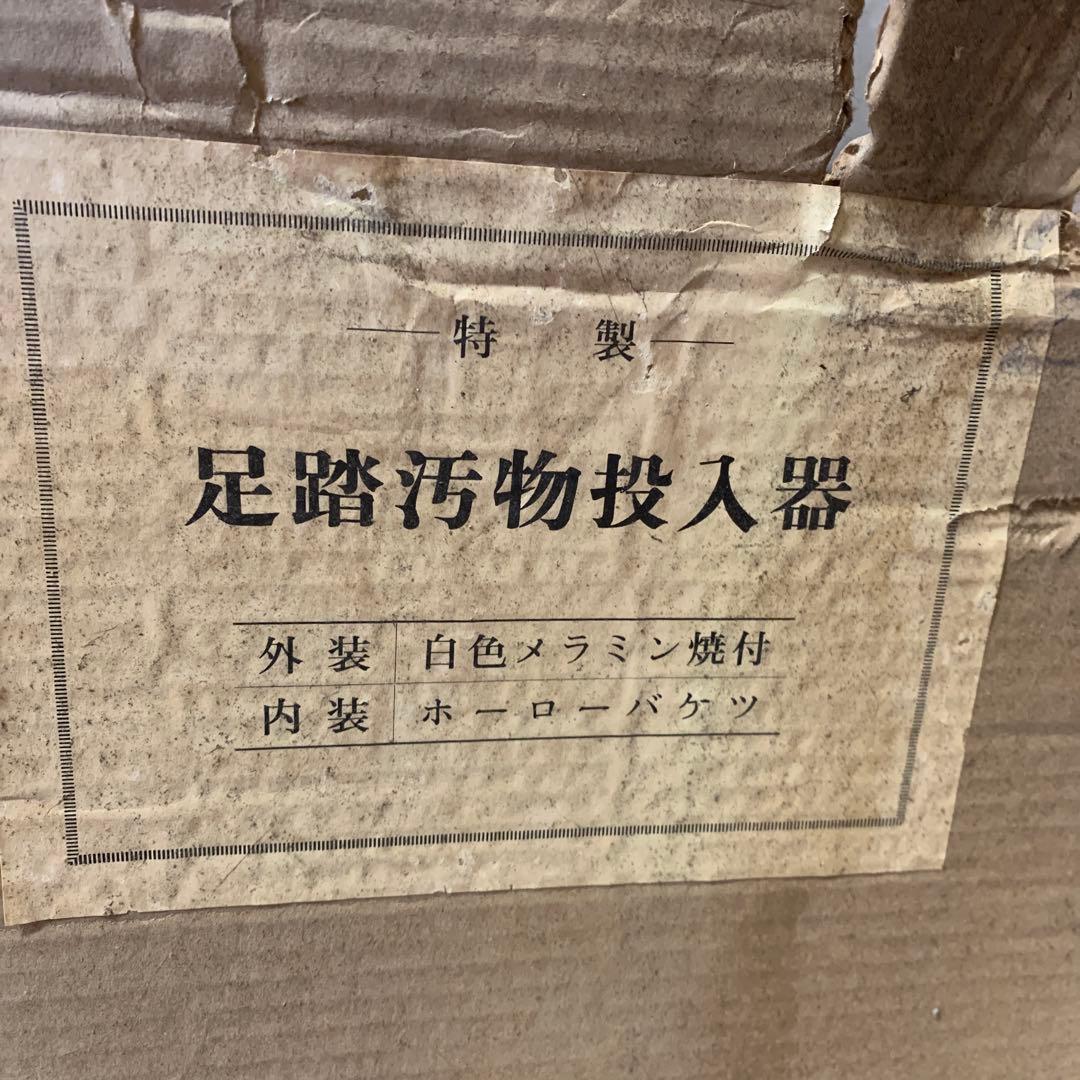 特製
足踏汚物投入器
外装 白色メラミン焼付
内装 ホーローバケツ